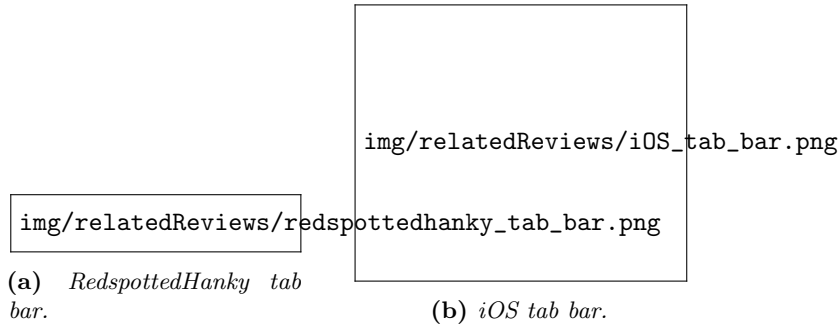 img/relatedReviews/iOS_tab_bar.png
img/relatedReviews/redspottedhanky_tab_bar.png
(a) RedspottedHanky tab
bar.
(b) iOS tab bar.